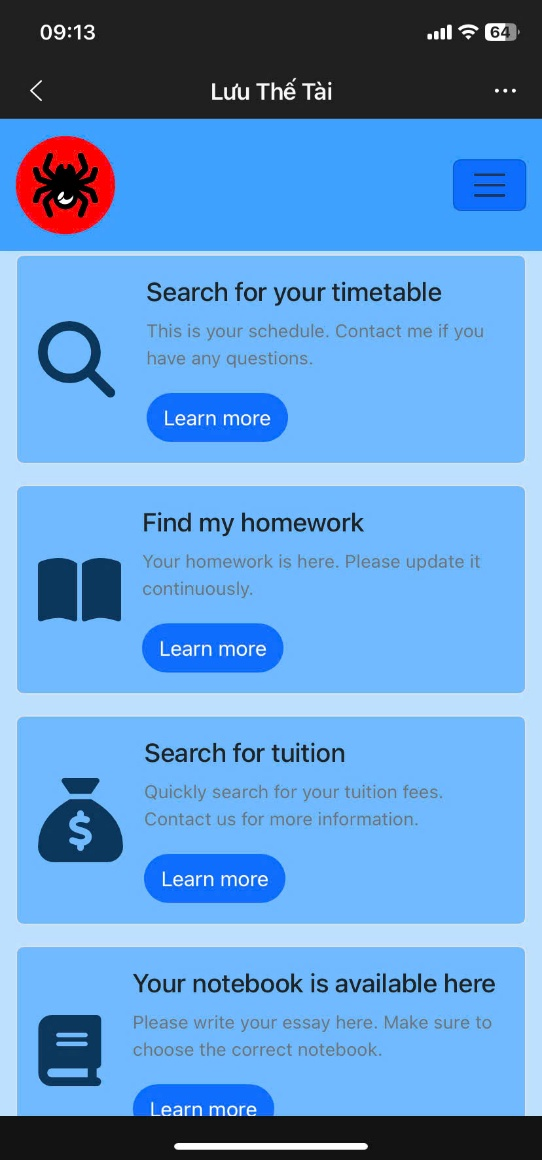 09:13
64
Lưu Thế Tài
Search for your timetable
This is your schedule. Contact me if you
have any questions.
Learn more
Find my homework
Your homework is here. Please update it
continuously.
Learn more
Search for tuition
Quickly search for your tuition fees.
Contact us for more information.
Learn more
Your notebook is available here
Please write your essay here. Make sure to
choose the correct notebook.
Learn more